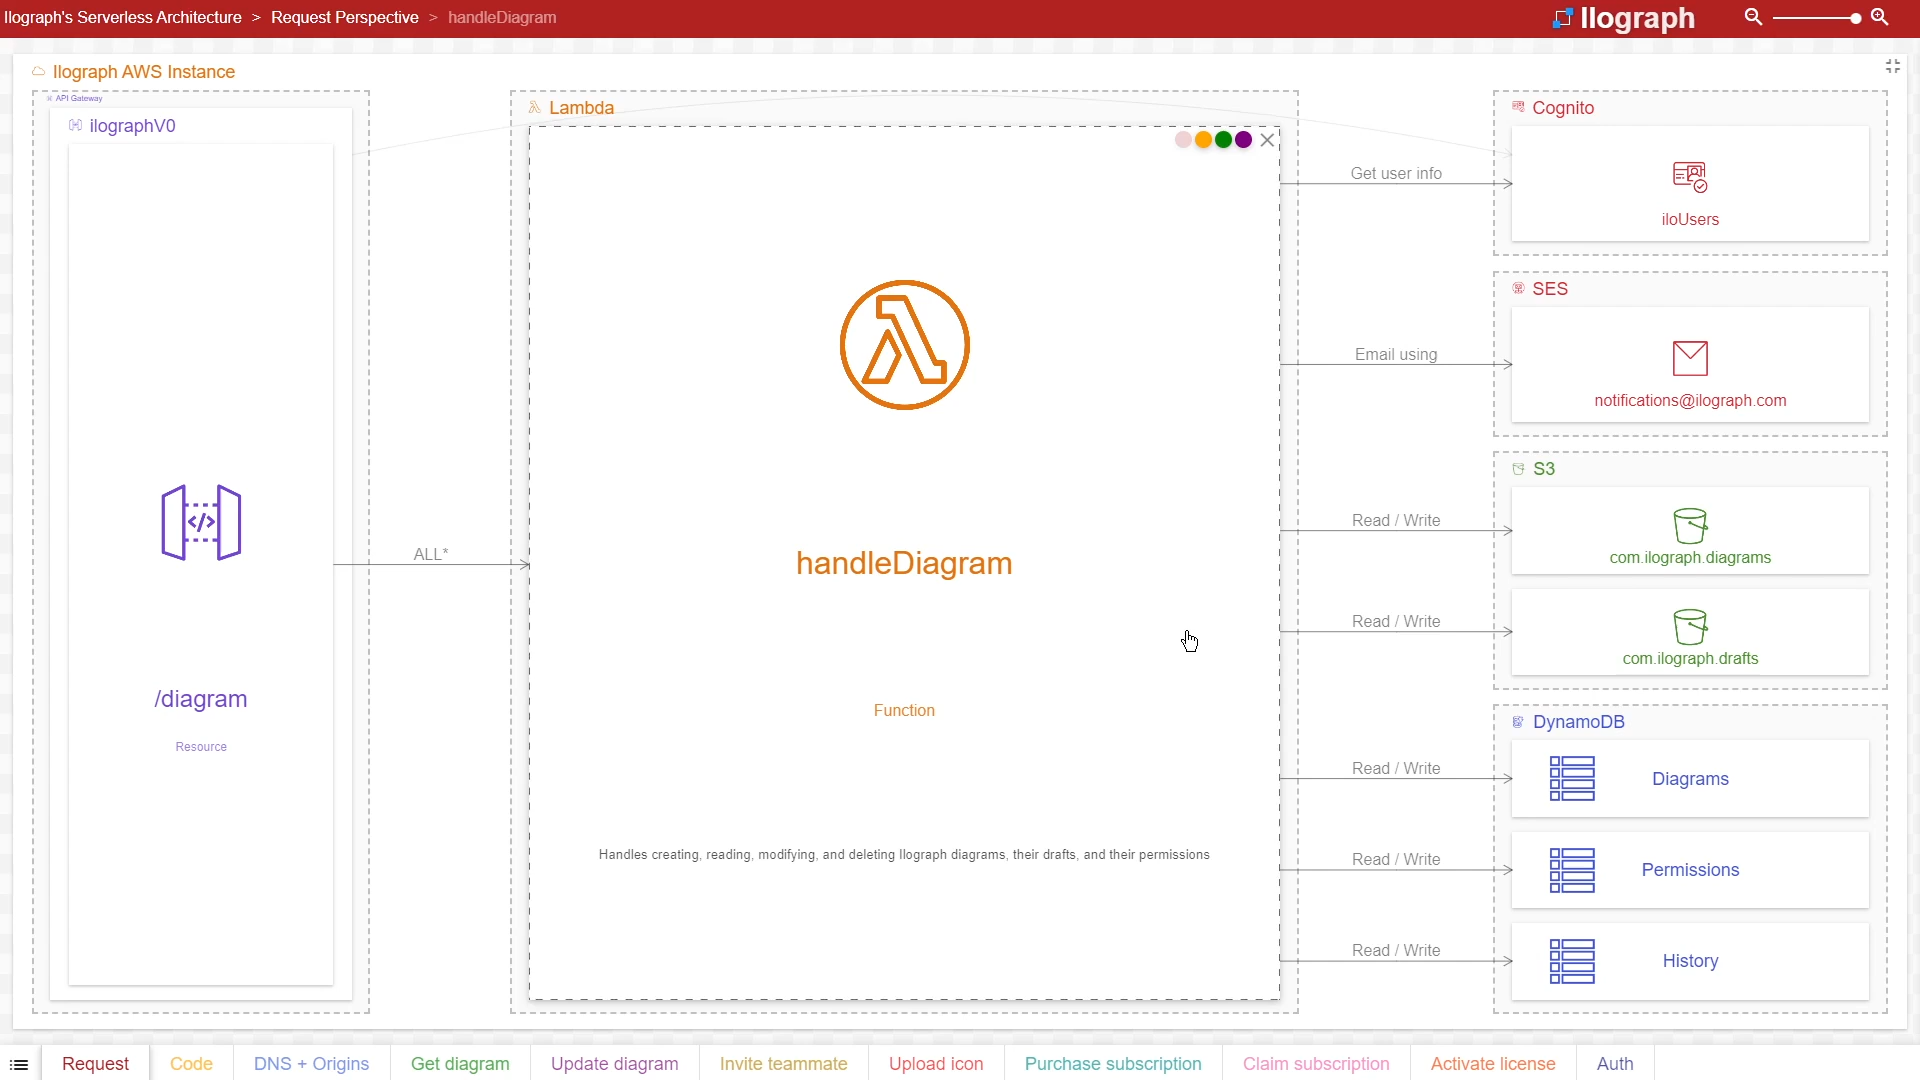 Ilograph's Serverless Architecture > Request Perspective > handleDiagram
Ilograph
Ilograph AWS Instance
API Gateway
ilographV0
/diagram
Resource
ALL*
Lambda
handleDiagram
Function
Handles creating, reading, modifying, and deleting Ilograph diagrams, their drafts, and their permissions
Get user info
Email using
Read / Write
Read / Write
Read / Write
Read / Write
Read / Write
Cognito
iloUsers
SES
notifications@ilograph.com
S3
com.ilograph.diagrams
com.ilograph.drafts
DynamoDB
Diagrams
Permissions
History
Request
Code
DNS + Origins
Get diagram
Update diagram
Invite teammate
Upload icon
Purchase subscription
Claim subscription
Activate license
Auth